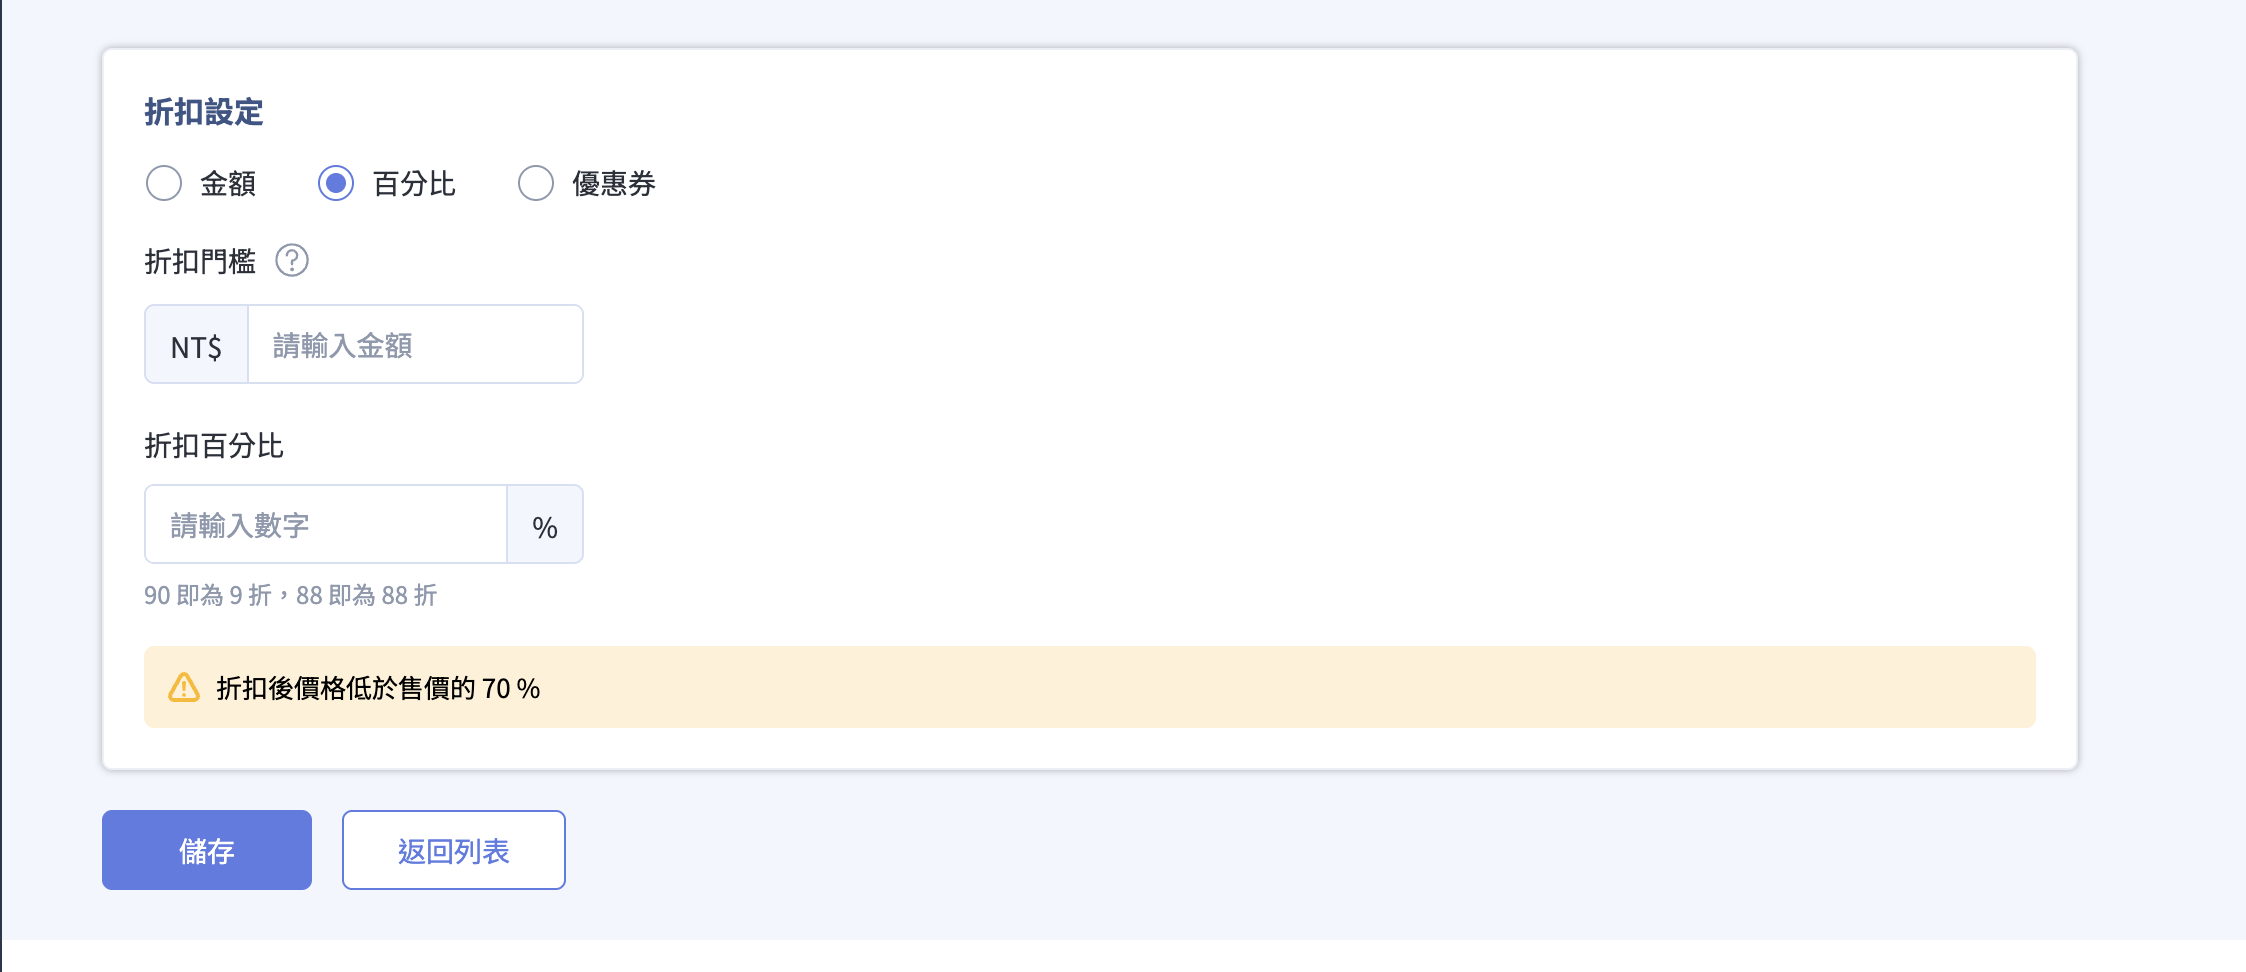 折扣設定
金額 百分比 優惠券
折扣門檻 ?
NT$ 請輸入金額
折扣百分比
請輸入數字 %
90 即為 9 折，88 即為 88 折
折扣後價格低於售價的 70 %
儲存 返回列表